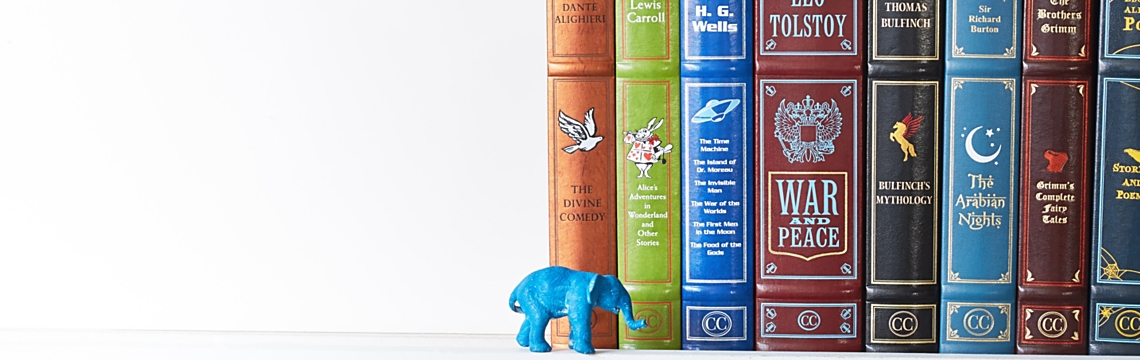 DANTE
ALIGHIERI
THE
DIVINE
COMEDY
Lewis
Carroll
Alice's
Adventures
in
Wonderland
and
Other
Stories
CC
H. G.
Wells
The Time
Machine
The Island of
Dr. Moreau
The Invisible
Man
The War of the
Worlds
The First Men
in the Moon
The Food of the
Gods
CC
LEO
TOLSTOY
WAR
AND
PEACE
CC
THOMAS
BULFINCH
BULFINCH'S
MYTHOLOGY
CC
Sir
Richard
Burton
The
Arabian
Nights
CC
The
Brothers
Grimm
Grimm's
Complete
Fairy
Tales
CC